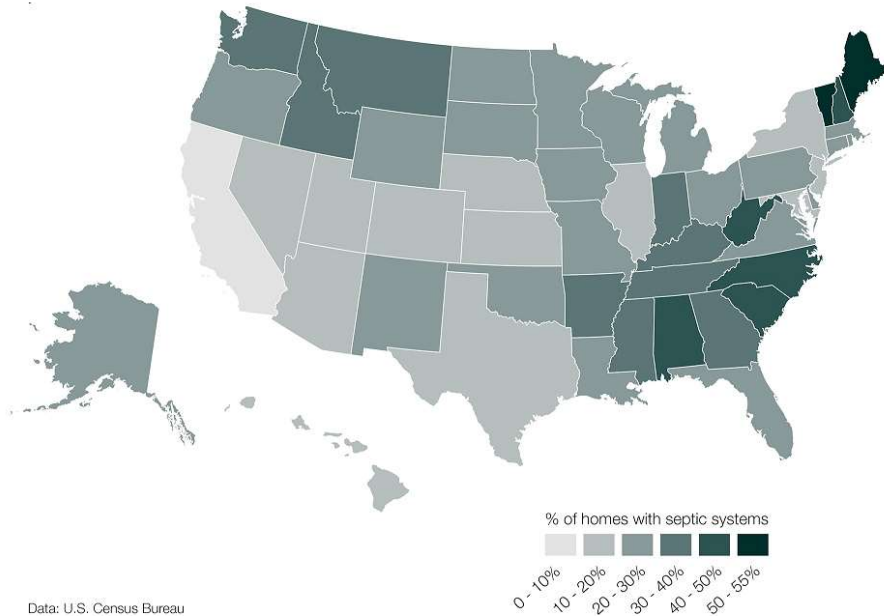 % of homes with septic systems
0 - 10%
10 - 20%
20 - 30%
30 - 40%
40 - 50%
50 - 55%
Data: U.S. Census Bureau